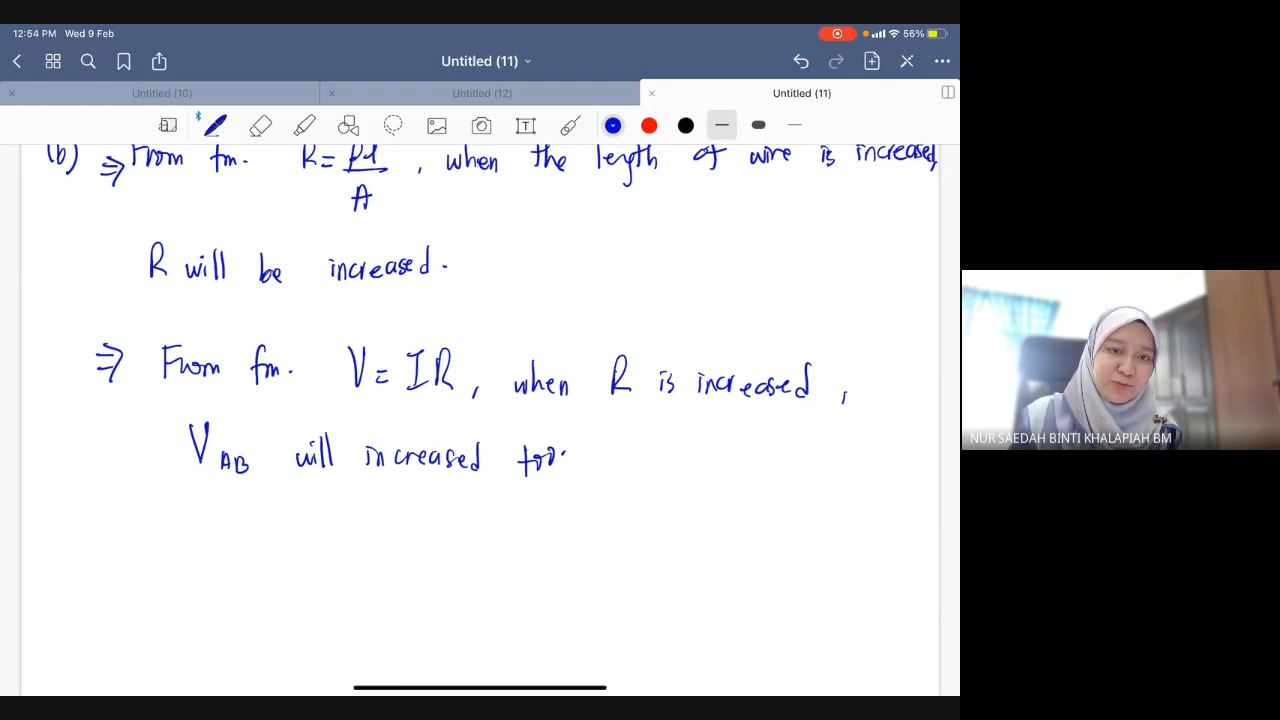 12:54 PM Wed 9 Feb
56%
Untitled (11)
Untitled (10)
Untitled (12)
Untitled (11)
(b) ⇒ From fm. R = ρl / A , when the length of wire is increased,
R will be increased.
⇒ From fm. V = IR, when R is increased,
V_AB will increased too.
NUR SAEDAH BINTI KHALAPIAH BM